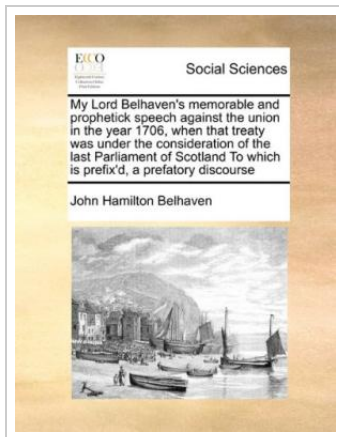 ECCO
Social Sciences
My Lord Belhaven's memorable and
prophetick speech against the union
in the year 1706, when that treaty
was under the consideration of the
last Parliament of Scotland To which
is prefix'd, a prefatory discourse
John Hamilton Belhaven